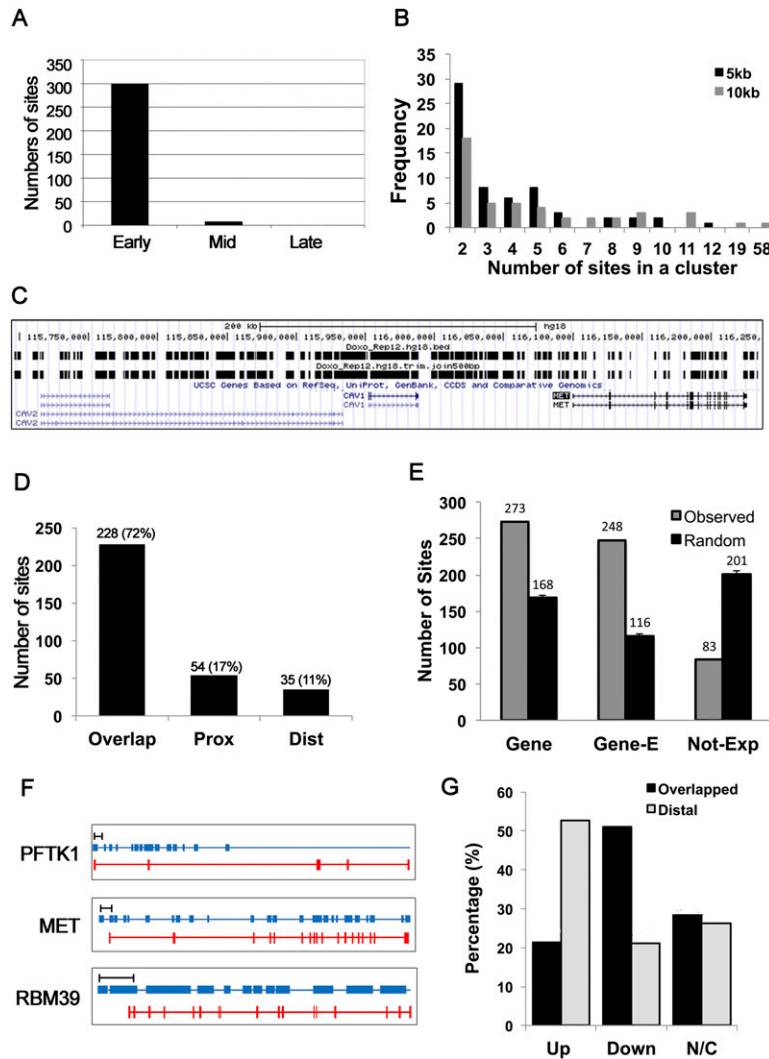 A
Numbers of sites
350
300
250
200
150
100
50
0
Early Mid Late
B
Frequency
35
30
25
20
15
10
5
0
5kb
10kb
2 3 4 5 6 7 8 9 10 11 12 19 58
Number of sites in a cluster
C
200 kb hg18
115,750,000 115,800,000 115,850,000 115,900,000 115,950,000 116,000,000 116,050,000 116,100,000 116,150,000 116,200,000 116,250,
Doxo_Rep12.hg18.bed
Doxo_Rep12.hg18.trim.join500bp
UCSC Genes Based on RefSeq, UniProt, GenBank, CCDS and Comparative Genomics
CAV1 MET
CAV1 MET
CAV2
CAV2
D
Number of sites
250
200
150
100
50
0
228 (72%)
54 (17%)
35 (11%)
Overlap Prox Dist
E
Number of Sites
300
250
200
150
100
50
0
Observed
Random
273
168
248
116
83
201
Gene Gene-E Not-Exp
F
PFTK1
MET
RBM39
G
Percentage (%)
60
50
40
30
20
10
0
Overlapped
Distal
Up Down N/C